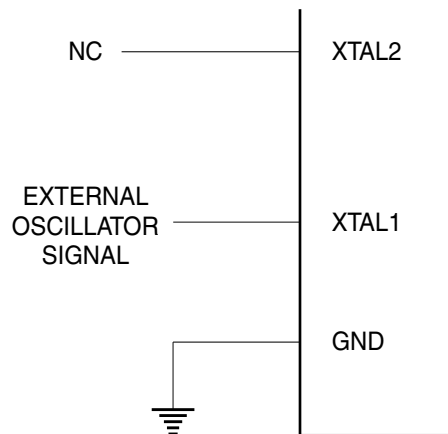 NC
XTAL2
EXTERNAL
OSCILLATOR
SIGNAL
XTAL1
GND